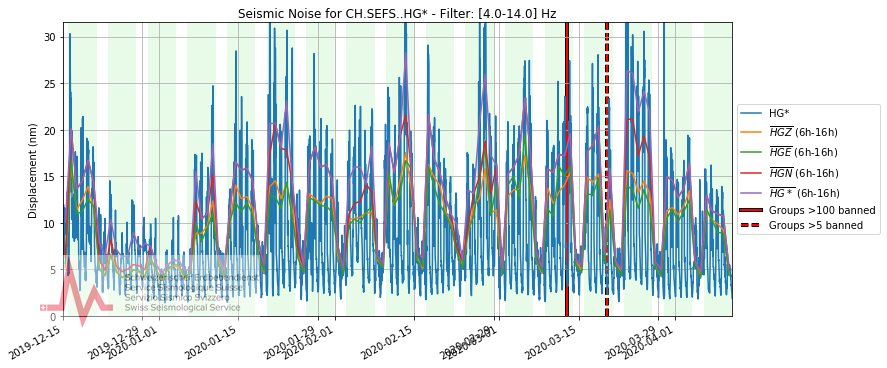 Seismic Noise for CH.SEFS..HG* - Filter: [4.0-14.0] Hz
Displacement (nm)
30
25
20
15
10
5
0
2019-12-15
2019-12-29
2020-01-01
2020-01-15
2020-01-29
2020-02-01
2020-02-15
2020-03-01
2020-03-15
2020-03-29
2020-04-01
HG*
HGZ (6h-16h)
HGE (6h-16h)
HGN (6h-16h)
HG* (6h-16h)
Groups >100 banned
Groups >5 banned
Schweizerischer Erdbebendienst
Service Sismologique Suisse
Servizio Sismico Svizzero
Swiss Seismological Service